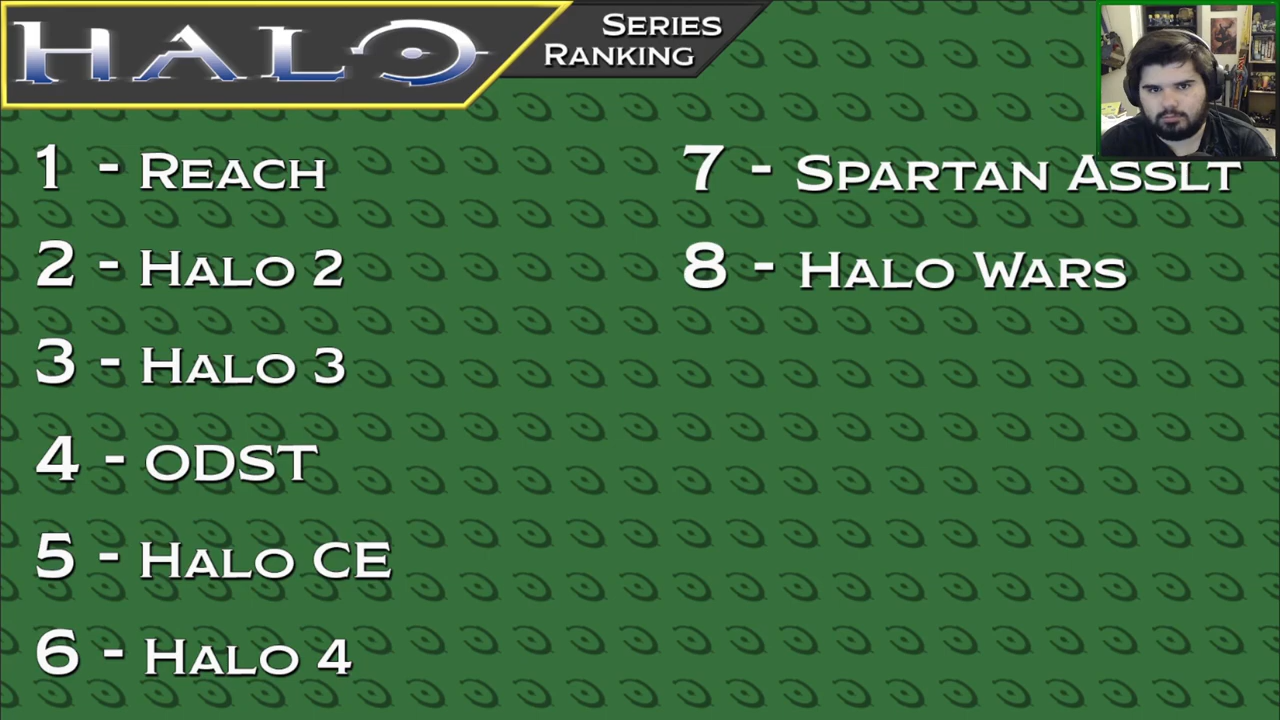 HALO
SERIES
RANKING
1 - REACH
2 - HALO 2
3 - HALO 3
4 - ODST
5 - HALO CE
6 - HALO 4
7 - SPARTAN ASSLT
8 - HALO WARS